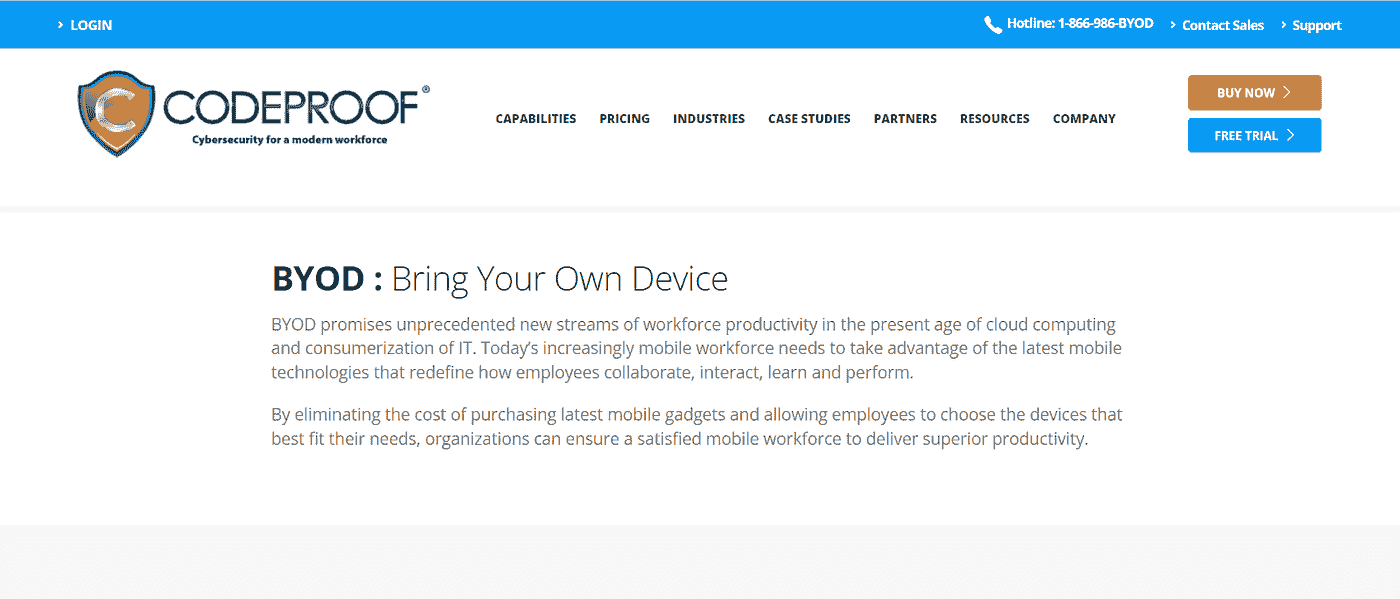 LOGIN
Hotline: 1-866-986-BYOD
Contact Sales
Support
CODEPROOF®
Cybersecurity for a modern workforce
CAPABILITIES
PRICING
INDUSTRIES
CASE STUDIES
PARTNERS
RESOURCES
COMPANY
BUY NOW
FREE TRIAL
BYOD : Bring Your Own Device
BYOD promises unprecedented new streams of workforce productivity in the present age of cloud computing
and consumerization of IT. Today’s increasingly mobile workforce needs to take advantage of the latest mobile
technologies that redefine how employees collaborate, interact, learn and perform.
By eliminating the cost of purchasing latest mobile gadgets and allowing employees to choose the devices that
best fit their needs, organizations can ensure a satisfied mobile workforce to deliver superior productivity.